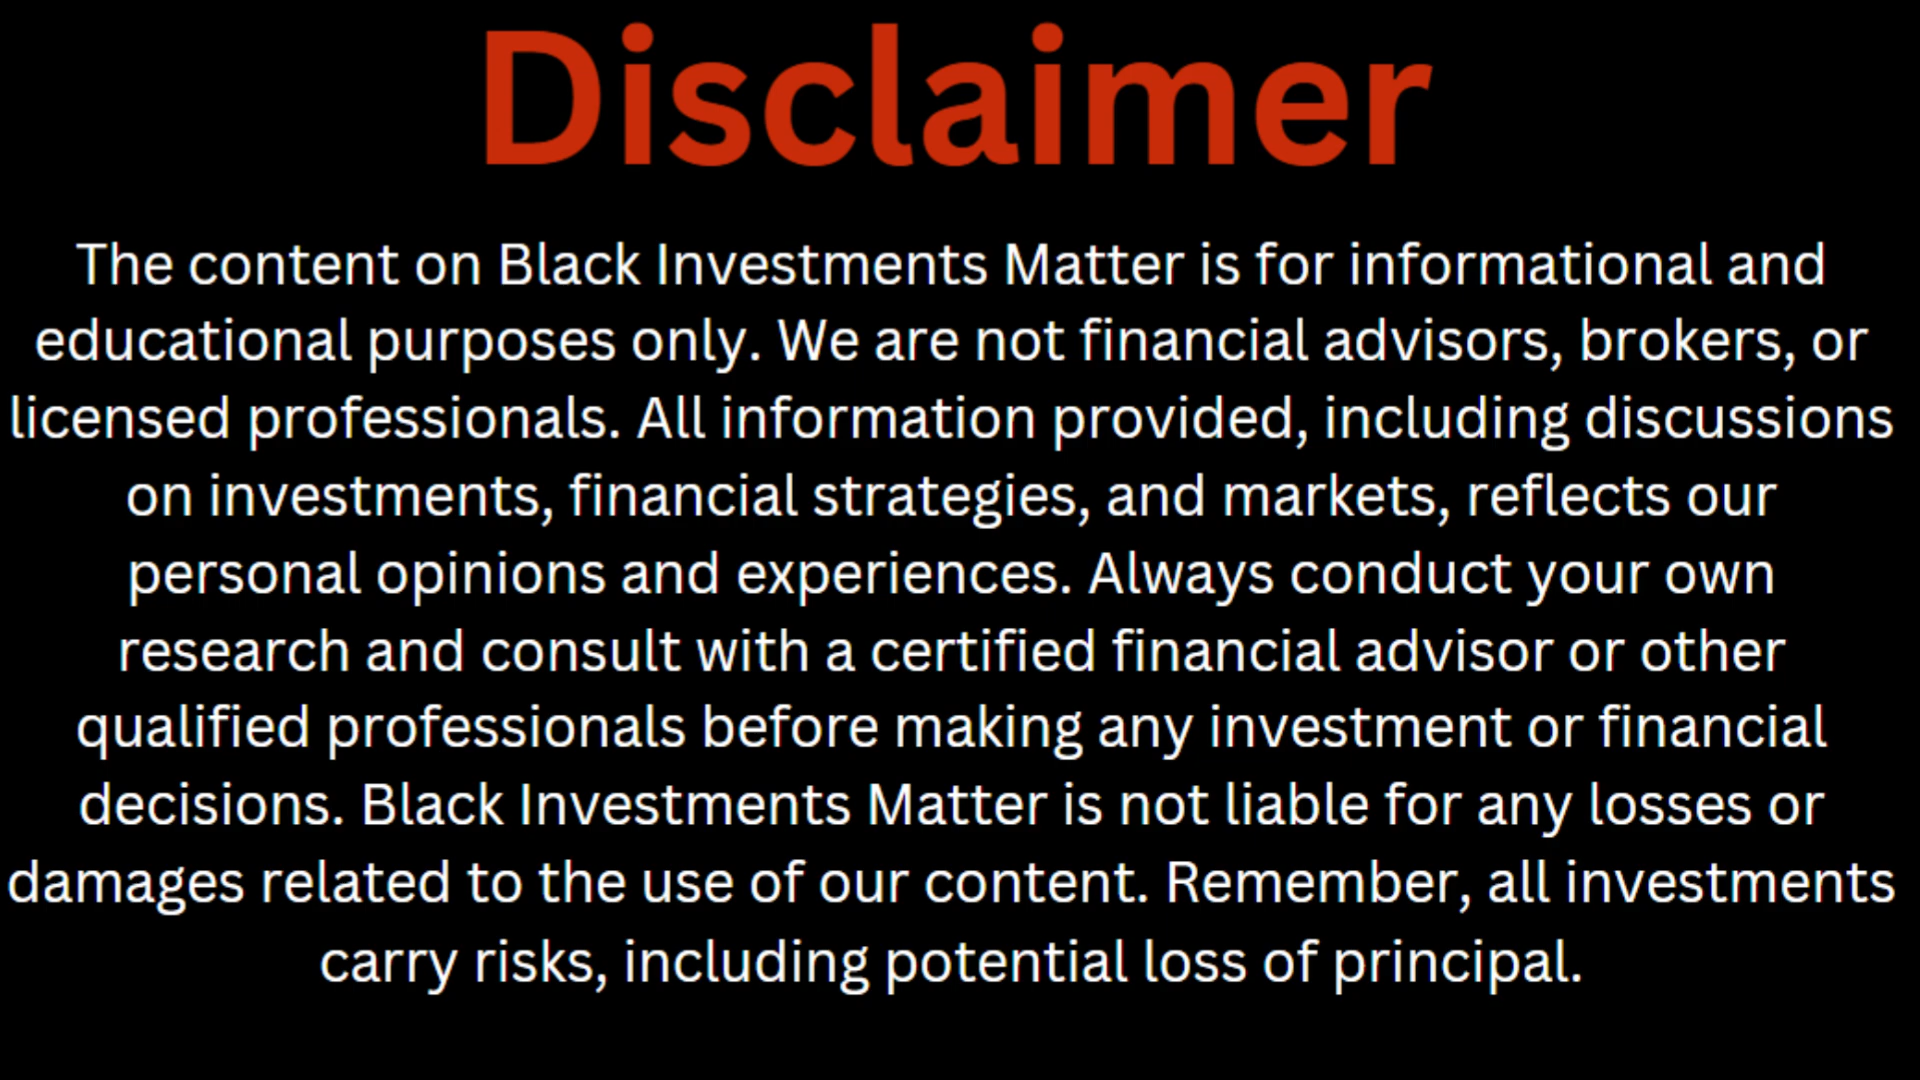 Disclaimer
The content on Black Investments Matter is for informational and
educational purposes only. We are not financial advisors, brokers, or
licensed professionals. All information provided, including discussions
on investments, financial strategies, and markets, reflects our
personal opinions and experiences. Always conduct your own
research and consult with a certified financial advisor or other
qualified professionals before making any investment or financial
decisions. Black Investments Matter is not liable for any losses or
damages related to the use of our content. Remember, all investments
carry risks, including potential loss of principal.